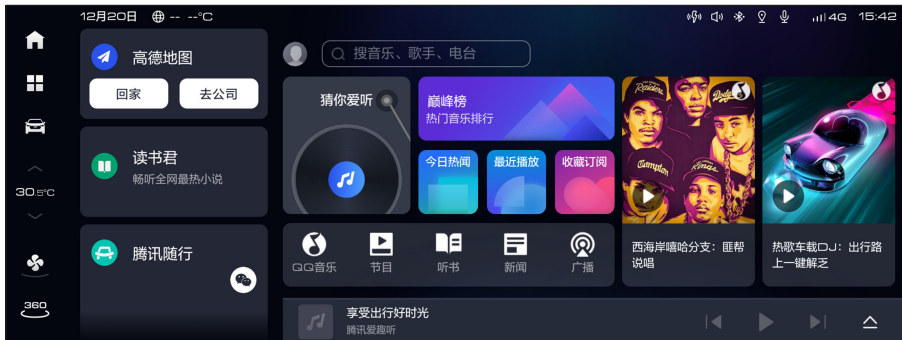 12月20日 -- --°C
4G 15:42
30.5°C
360
高德地图
回家
去公司
读书君
畅听全网最热小说
腾讯随行
搜音乐、歌手、电台
猜你爱听
巅峰榜
热门音乐排行
今日热闻
最近播放
收藏订阅
QQ音乐
节目
听书
新闻
广播
Raiders
Compton
Kings
西海岸嘻哈分支：匪帮
说唱
热歌车载DJ：出行路
上一键解乏
享受出行好时光
腾讯爱趣听